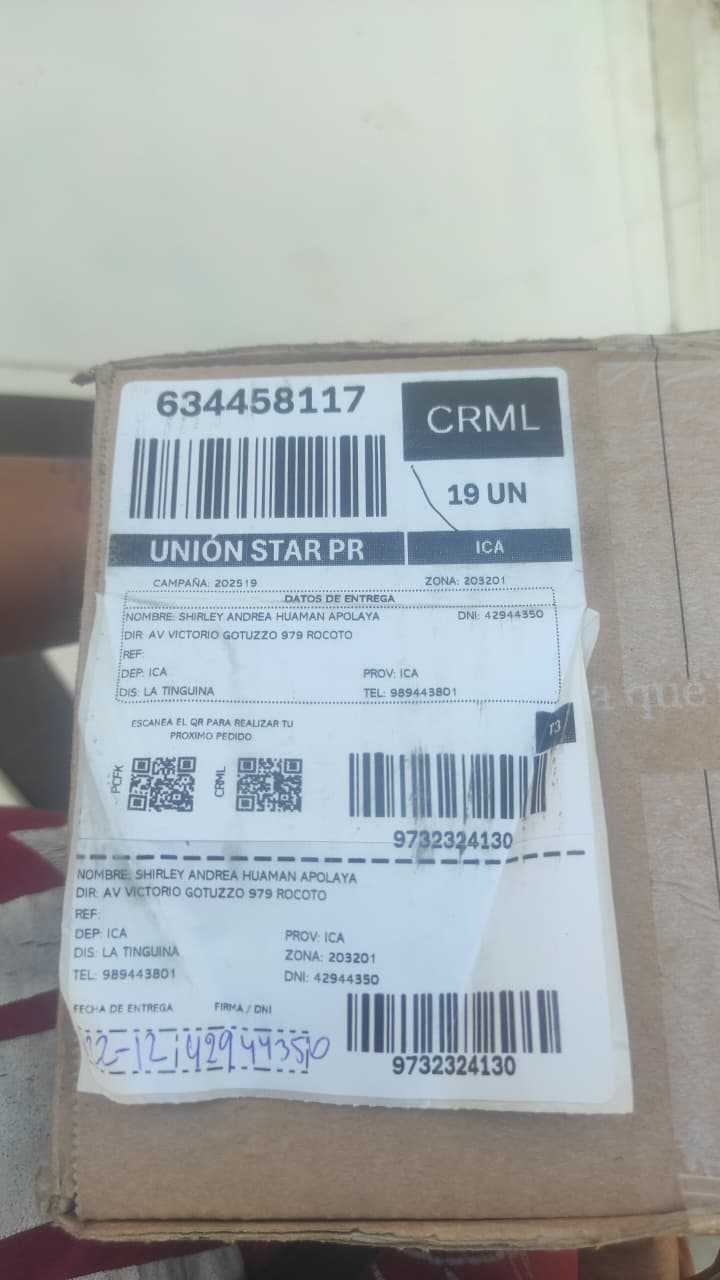 634458117
CRML
19 UN
UNIÓN STAR PR
ICA
CAMPAÑA: 202519
ZONA: 203201
DATOS DE ENTREGA
NOMBRE: SHIRLEY ANDREA HUAMAN APOLAYA DNI: 42944350
DIR: AV VICTORIO GOTUZZO 979 ROCOTO
REF:
DEP: ICA PROV: ICA
DIS: LA TINGUINA TEL: 989443801
ESCANEA EL QR PARA REALIZAR TU
PROXIMO PEDIDO
T3
PCFK
CRML
9732324130
NOMBRE: SHIRLEY ANDREA HUAMAN APOLAYA
DIR: AV VICTORIO GOTUZZO 979 ROCOTO
REF:
DEP: ICA PROV: ICA
DIS: LA TINGUINA ZONA: 203201
TEL: 989443801 DNI: 42944350
FECHA DE ENTREGA FIRMA / DNI
22-12 42944350
9732324130